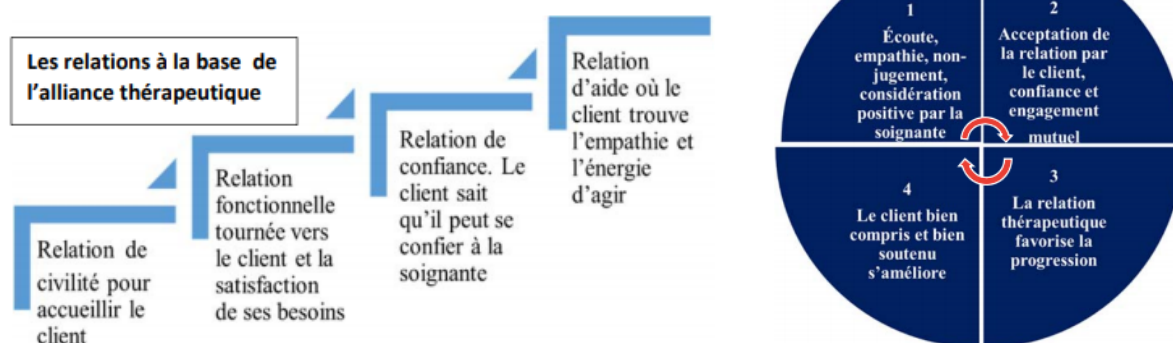 Les relations à la base de
l'alliance thérapeutique
Relation de
civilité pour
accueillir le
client
Relation
fonctionnelle
tournée vers
le client et la
satisfaction
de ses besoins
Relation de
confiance. Le
client sait
qu'il peut se
confier à la
soignante
Relation
d'aide où le
client trouve
l'empathie et
l'énergie
d'agir
1
Écoute,
empathie, non-
jugement,
considération
positive par la
soignante
2
Acceptation de
la relation par
le client,
confiance et
engagement
mutuel
3
La relation
thérapeutique
favorise la
progression
4
Le client bien
compris et bien
soutenu
s'améliore